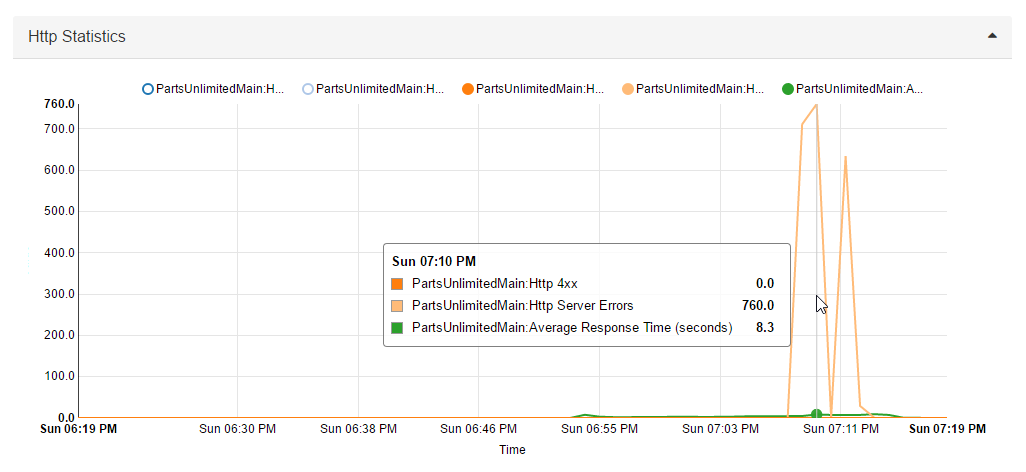 Http Statistics
PartsUnlimitedMain:H... PartsUnlimitedMain:H... PartsUnlimitedMain:H... PartsUnlimitedMain:H... PartsUnlimitedMain:A...
760.0
700.0
600.0
500.0
400.0
300.0
200.0
100.0
0.0
Sun 07:10 PM
PartsUnlimitedMain:Http 4xx 0.0
PartsUnlimitedMain:Http Server Errors 760.0
PartsUnlimitedMain:Average Response Time (seconds) 8.3
Sun 06:19 PM Sun 06:30 PM Sun 06:38 PM Sun 06:46 PM Sun 06:55 PM Sun 07:03 PM Sun 07:11 PM Sun 07:19 PM
Time